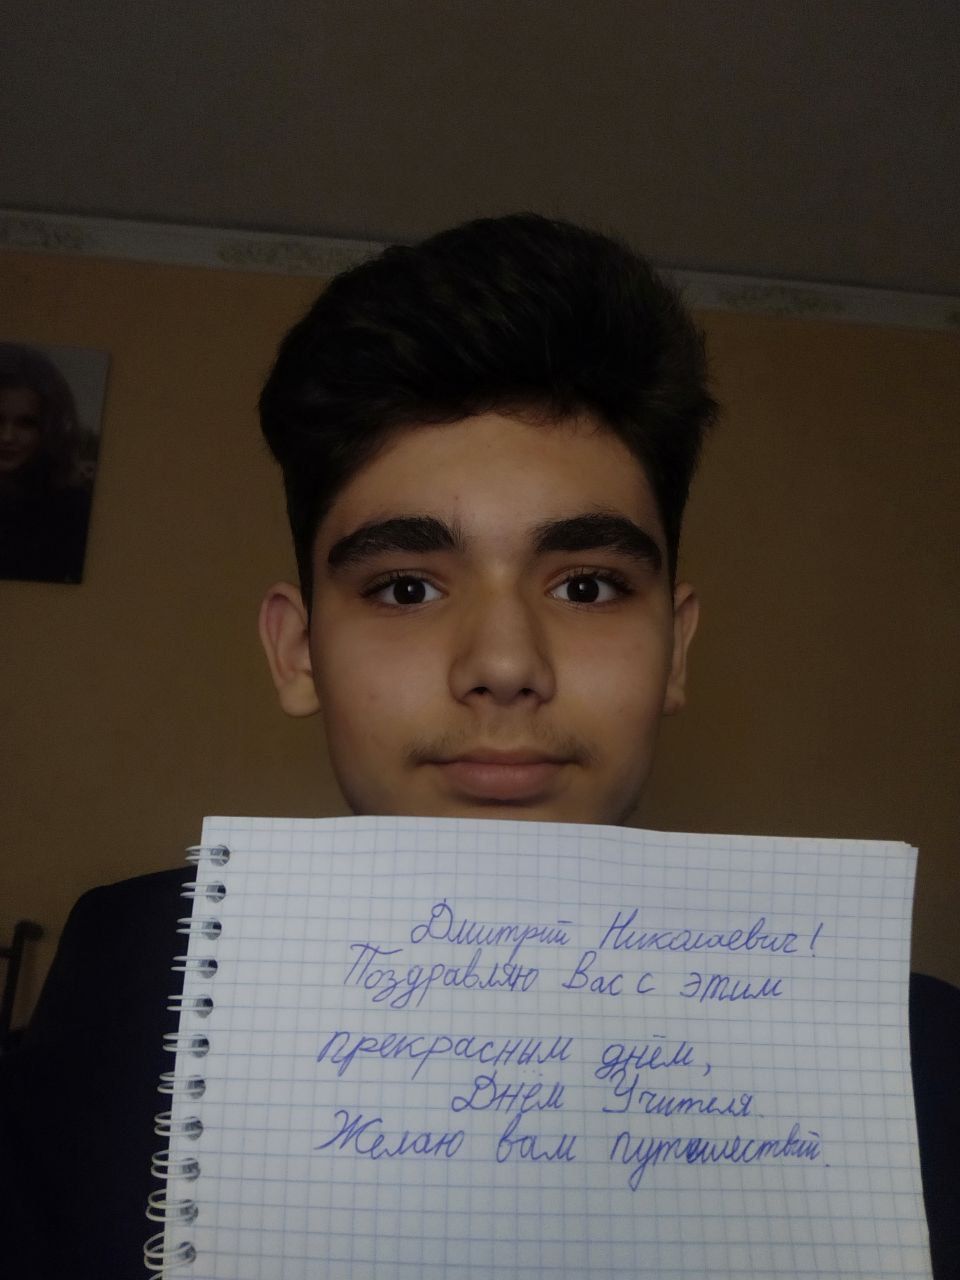 Дмитрий Николаевич!
Поздравляю Вас с этим
прекрасным днём,
Днём Учителя.
Желаю вам путешествий.